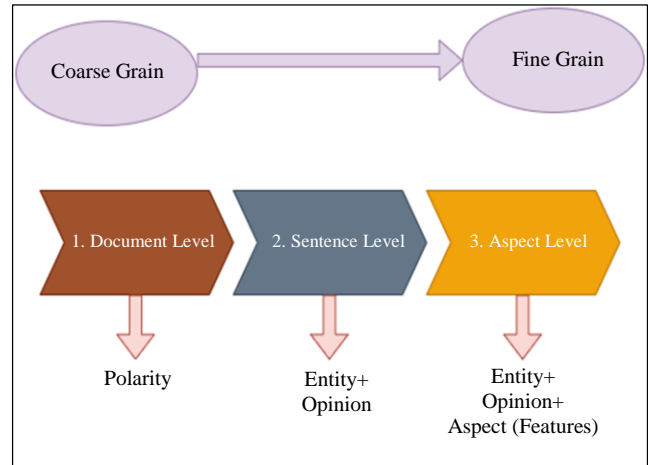 Coarse Grain
Fine Grain
1. Document Level
2. Sentence Level
3. Aspect Level
Polarity
Entity+
Opinion
Entity+
Opinion+
Aspect (Features)